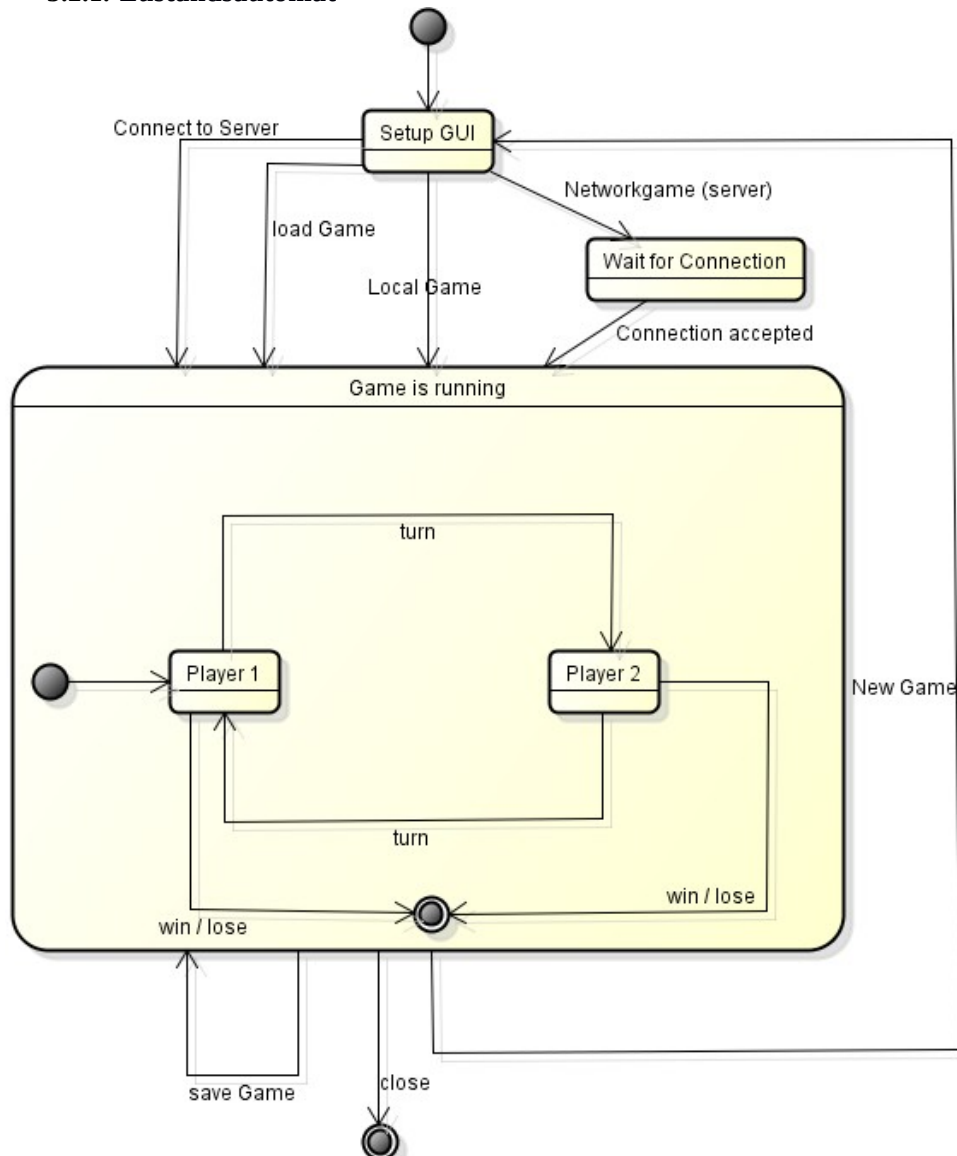 Setup GUI
Connect to Server
Networkgame (server)
load Game
Wait for Connection
Local Game
Connection accepted
Game is running
turn
Player 1
Player 2
New Game
turn
win / lose
win / lose
save Game
close